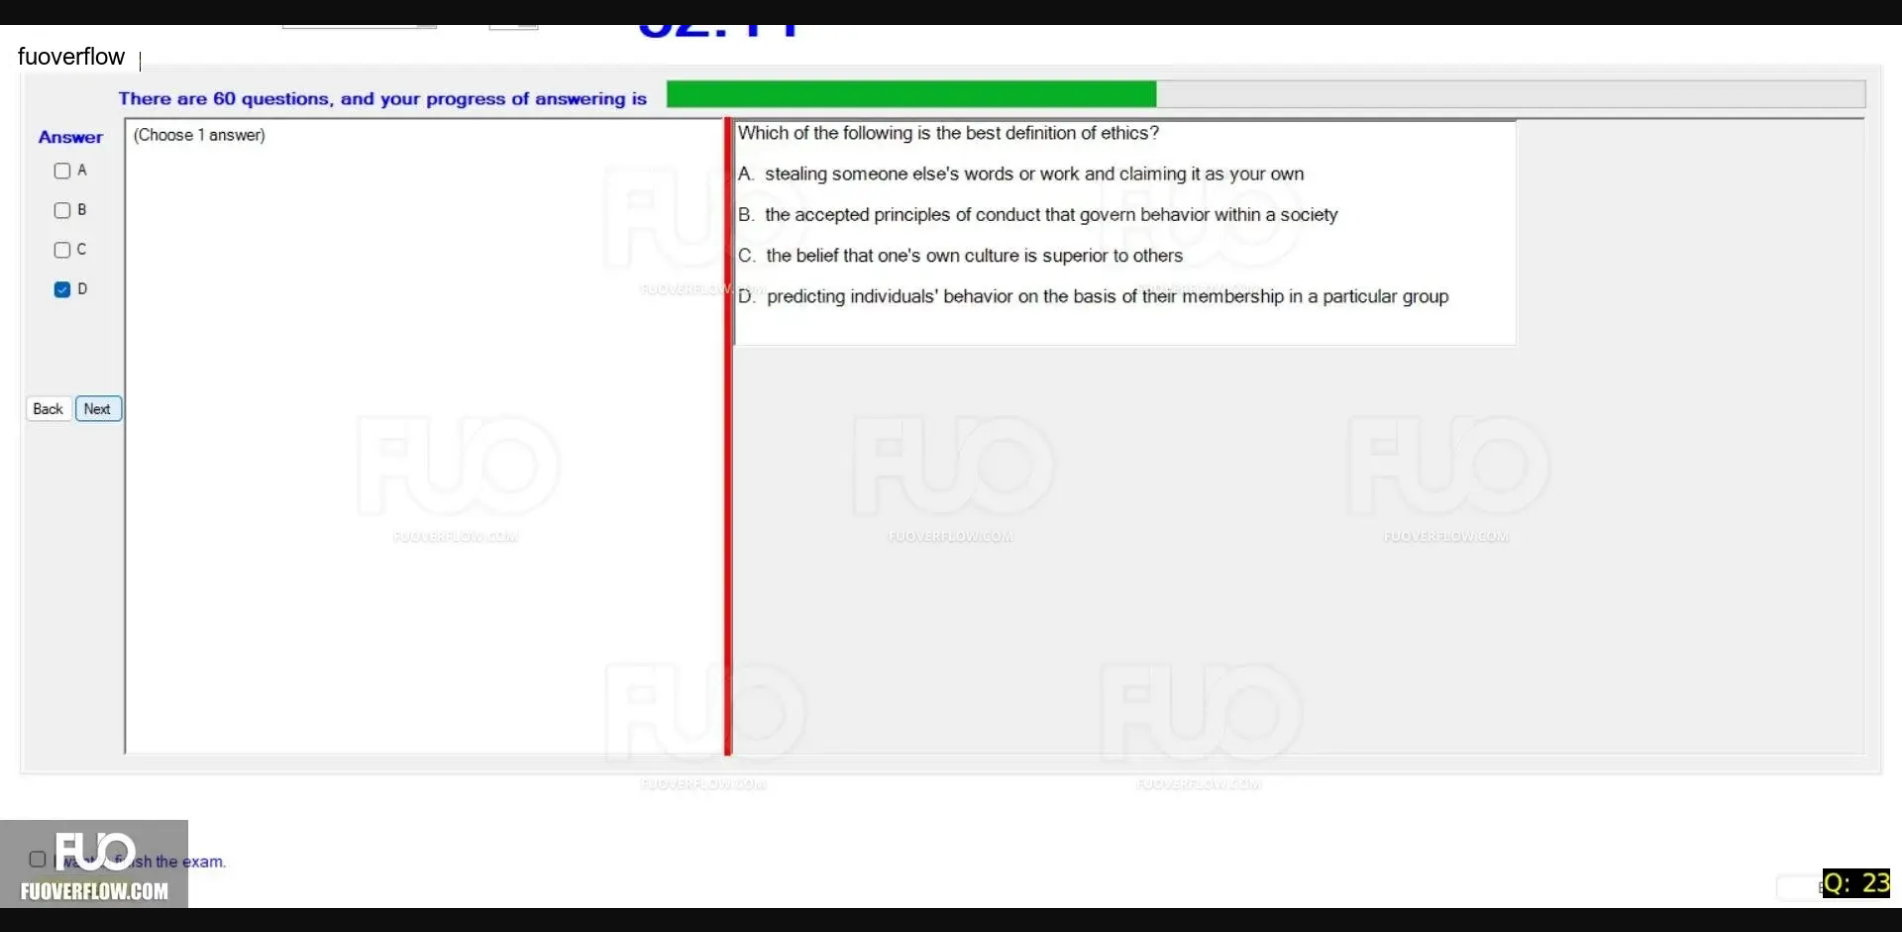 fuoverflow
There are 60 questions, and your progress of answering is
Answer
(Choose 1 answer)
A
B
C
D
Back
Next
Which of the following is the best definition of ethics?
A. stealing someone else's words or work and claiming it as your own
B. the accepted principles of conduct that govern behavior within a society
C. the belief that one's own culture is superior to others
D. predicting individuals' behavior on the basis of their membership in a particular group
FUO
FUOVERFLOW.COM
FUO
FUOVERFLOW.COM
FUO
FUOVERFLOW.COM
FUO
FUOVERFLOW.COM
FUO
FUOVERFLOW.COM
FUO
FUOVERFLOW.COM
FUO
FUOVERFLOW.COM
FUO
the exam.
FUOVERFLOW.COM
Q: 23